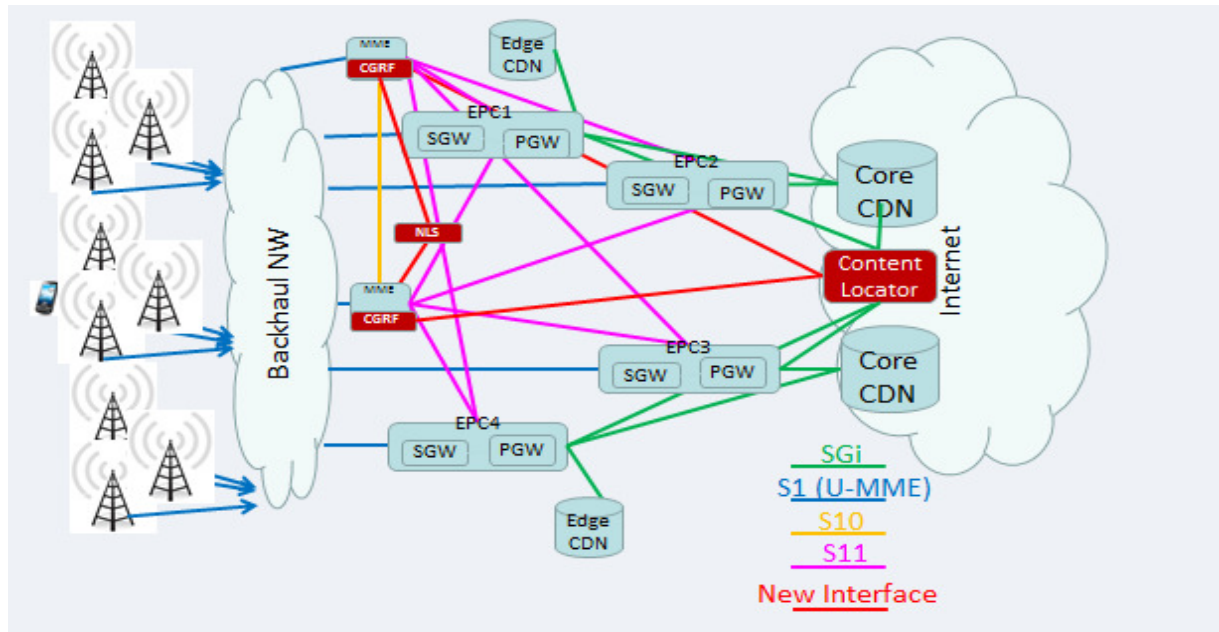 MME
CGRF
Edge
CDN
EPC1
SGW
PGW
EPC2
SGW
PGW
Core
CDN
NLS
Backhaul NW
Internet
Content
Locator
MME
CGRF
EPC3
SGW
PGW
Core
CDN
EPC4
SGW
PGW
Edge
CDN
SGi
S1 (U-MME)
S10
S11
New Interface